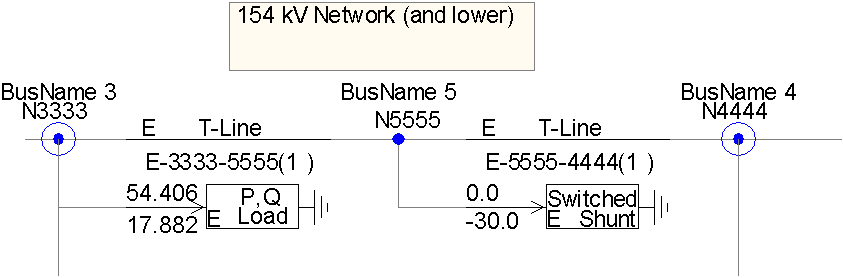 154 kV Network (and lower)
BusName 3
N3333
BusName 5
N5555
BusName 4
N4444
E T-Line
E-3333-5555(1 )
E T-Line
E-5555-4444(1 )
54.406
17.882
P,Q
E Load
0.0
-30.0
Switched
E Shunt